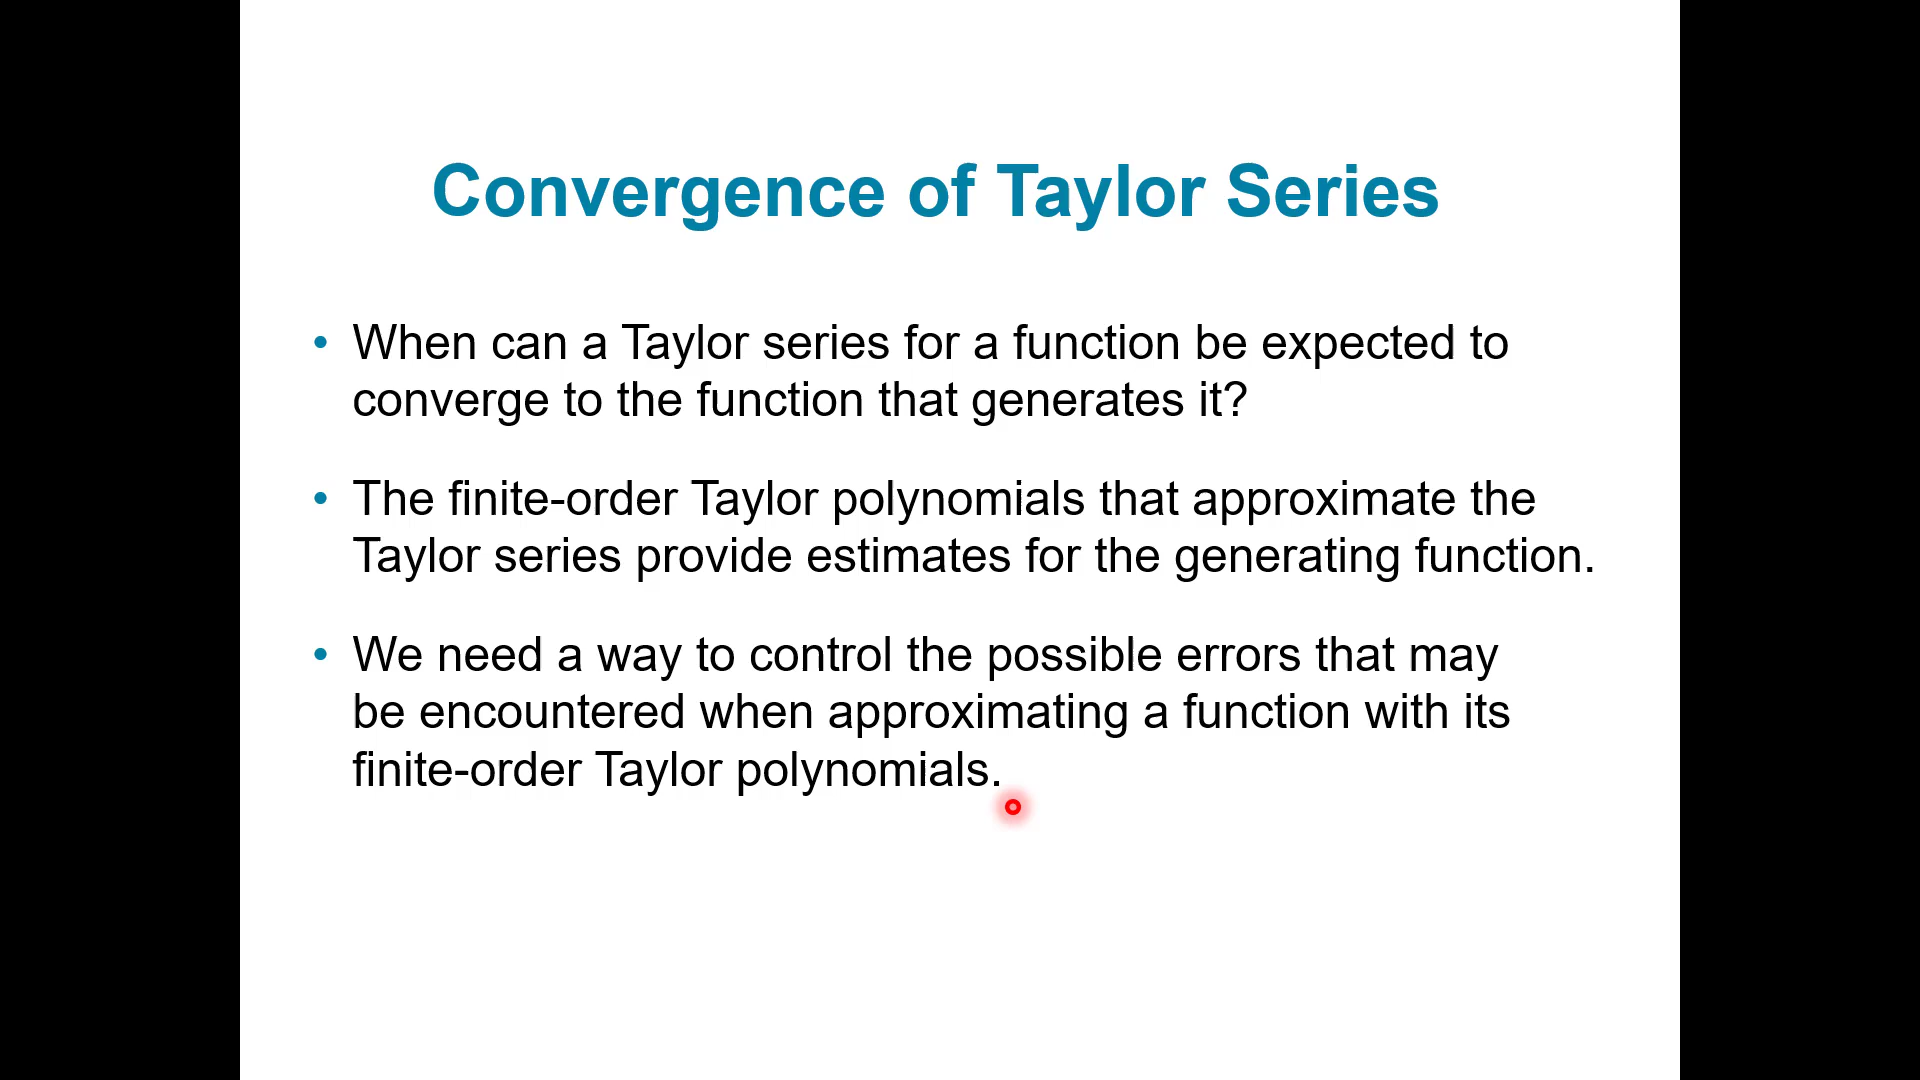 Convergence of Taylor Series
• When can a Taylor series for a function be expected to
converge to the function that generates it?
• The finite-order Taylor polynomials that approximate the
Taylor series provide estimates for the generating function.
• We need a way to control the possible errors that may
be encountered when approximating a function with its
finite-order Taylor polynomials.